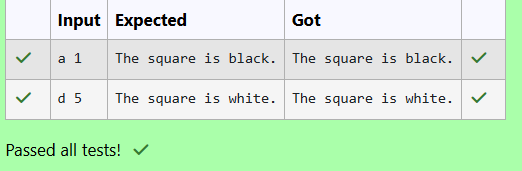 Input Expected Got
a 1 The square is black. The square is black.
d 5 The square is white. The square is white.
Passed all tests!